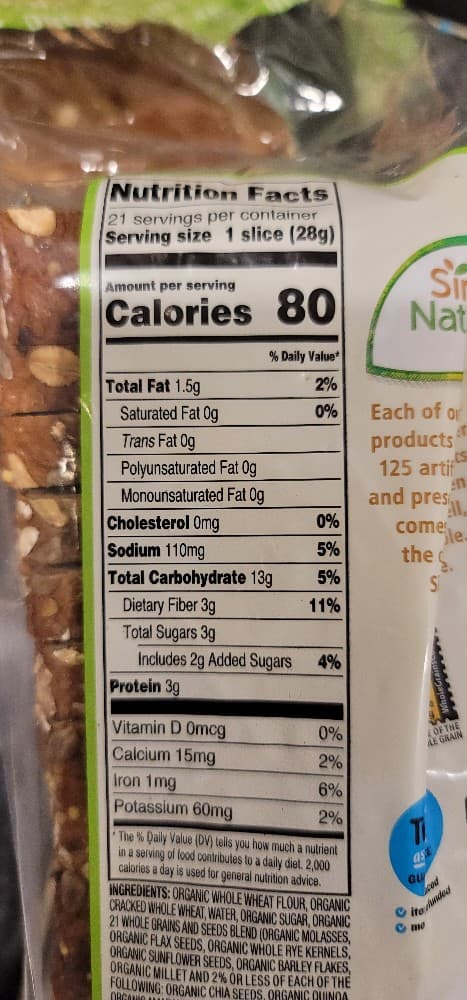 Nutrition Facts
21 servings per container
Serving size 1 slice (28g)
Amount per serving
Calories 80
% Daily Value*
Total Fat 1.5g 2%
Saturated Fat 0g 0%
Trans Fat 0g
Polyunsaturated Fat 0g
Monounsaturated Fat 0g
Cholesterol 0mg 0%
Sodium 110mg 5%
Total Carbohydrate 13g 5%
Dietary Fiber 3g 11%
Total Sugars 3g
Includes 2g Added Sugars 4%
Protein 3g
Vitamin D 0mcg 0%
Calcium 15mg 2%
Iron 1mg 6%
Potassium 60mg 2%
* The % Daily Value (DV) tells you how much a nutrient
in a serving of food contributes to a daily diet. 2,000
calories a day is used for general nutrition advice.
INGREDIENTS: ORGANIC WHOLE WHEAT FLOUR, ORGANIC
CRACKED WHOLE WHEAT, WATER, ORGANIC SUGAR, ORGANIC
21 WHOLE GRAINS AND SEEDS BLEND (ORGANIC MOLASSES,
ORGANIC FLAX SEEDS, ORGANIC WHOLE RYE KERNELS,
ORGANIC SUNFLOWER SEEDS, ORGANIC BARLEY FLAKES,
ORGANIC MILLET AND 2% OR LESS OF EACH OF THE
FOLLOWING: ORGANIC CHIA SEEDS, ORGANIC QUINOA
Nat
Each of
products
125
and
the
OF THE
GRAIN